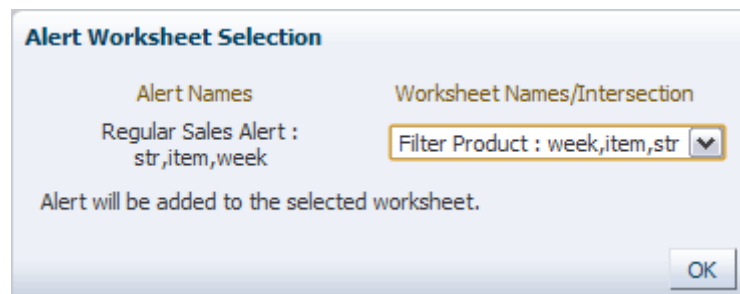 Alert Worksheet Selection
Alert Names
Worksheet Names/Intersection
Regular Sales Alert :
str,item,week
Filter Product : week,item,str
Alert will be added to the selected worksheet.
OK